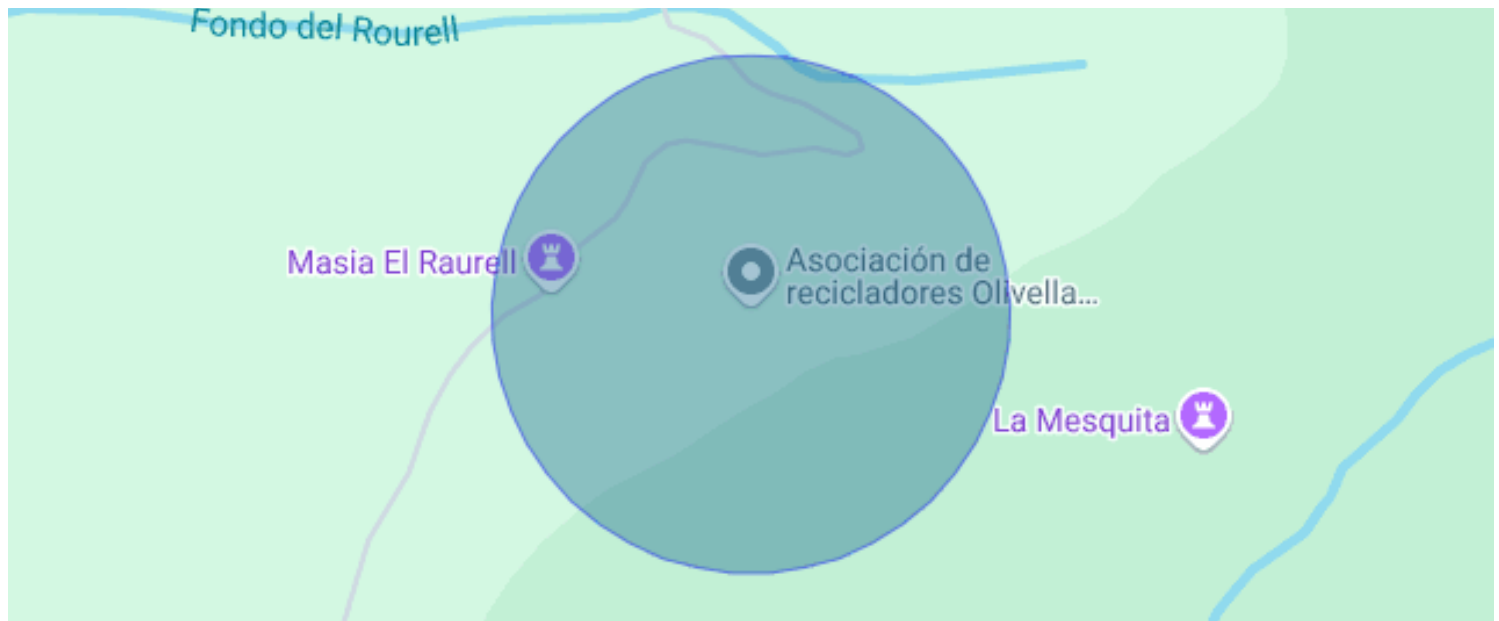 Fondo del Rourell
Masia El Raurell
Asociación de
recicladores Olivella...
La Mesquita